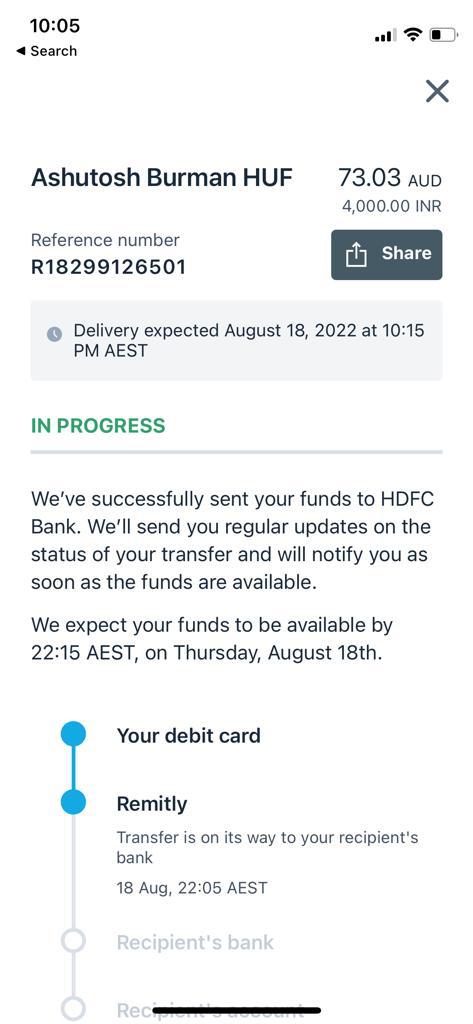 10:05
◀ Search
Ashutosh Burman HUF
73.03 AUD
4,000.00 INR
Reference number
R18299126501
Share
Delivery expected August 18, 2022 at 10:15
PM AEST
IN PROGRESS
We’ve successfully sent your funds to HDFC
Bank. We’ll send you regular updates on the
status of your transfer and will notify you as
soon as the funds are available.
We expect your funds to be available by
22:15 AEST, on Thursday, August 18th.
Your debit card
Remitly
Transfer is on its way to your recipient's
bank
18 Aug, 22:05 AEST
Recipient's bank
Recipient's account